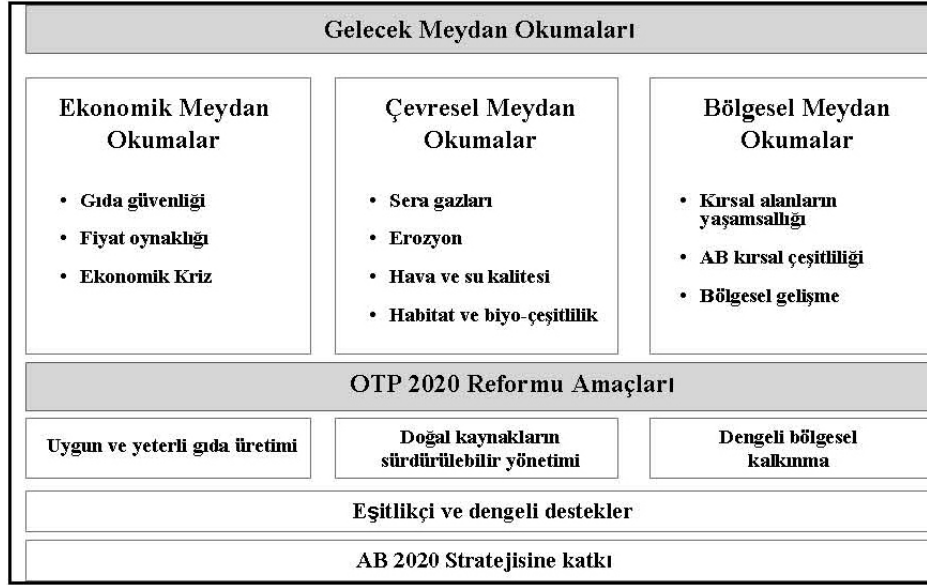 Gelecek Meydan Okumaları
Ekonomik Meydan
Okumalar
• Gıda güvenliği
• Fiyat oynaklığı
• Ekonomik Kriz
Çevresel Meydan
Okumalar
• Sera gazları
• Erozyon
• Hava ve su kalitesi
• Habitat ve biyo-çeşitlilik
Bölgesel Meydan
Okumalar
• Kırsal alanların
yaşamsallığı
• AB kırsal çeşitliliği
• Bölgesel gelişme
OTP 2020 Reformu Amaçları
Uygun ve yeterli gıda üretimi
Doğal kaynakların
sürdürülebilir yönetimi
Dengeli bölgesel
kalkınma
Eşitlikçi ve dengeli destekler
AB 2020 Stratejisine katkı